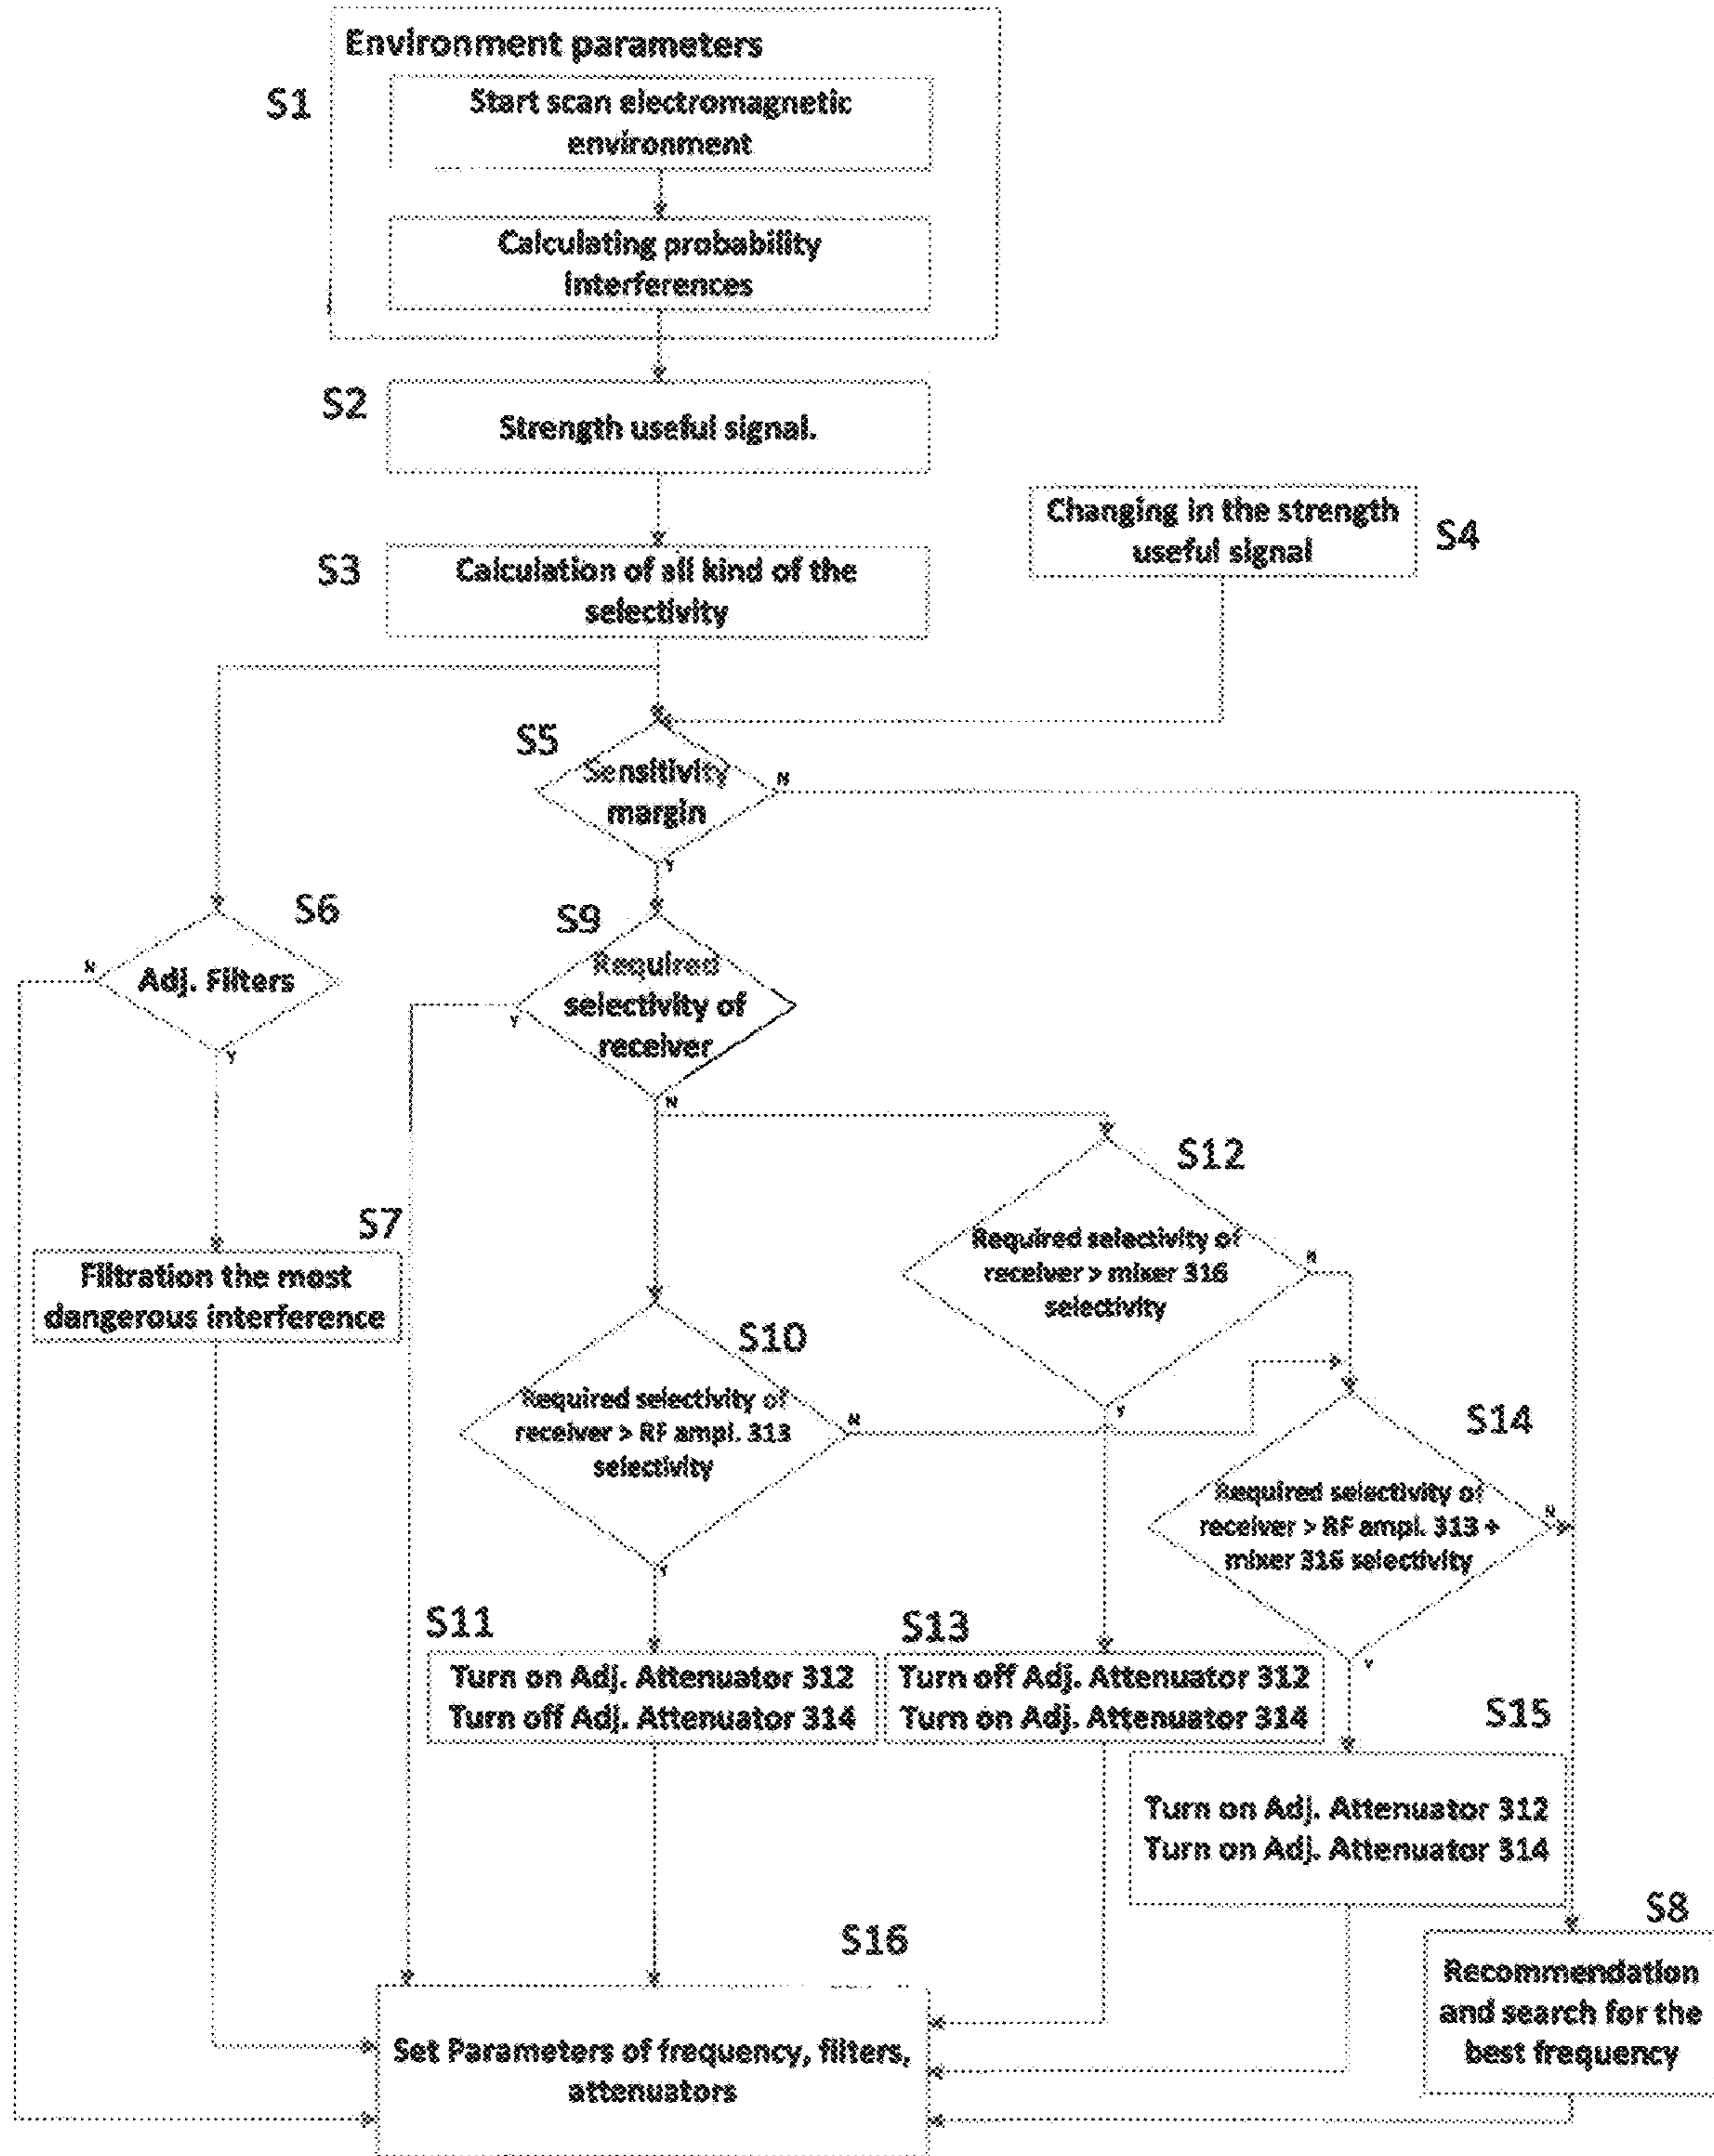 Environment parameters
S1
Start scan electromagnetic
environment
Calculating probability
interferences
S2
Strength useful signal.
Changing in the strength
useful signal
S4
S3
Calculation of all kind of the
selectivity
S5
Sensitivity
margin
N
Y
S6
Adj. Filters
N
Y
S9
Required
selectivity of
receiver
Y
N
S12
Required selectivity of
receiver > mixer 316
selectivity
N
Y
S7
Filtration the most
dangerous interference
S10
Required selectivity of
receiver > RF ampl. 313
selectivity
N
Y
S14
Required selectivity of
receiver > RF ampl. 313 +
mixer 316 selectivity
N
Y
S11
Turn on Adj. Attenuator 312
Turn off Adj. Attenuator 314
S13
Turn off Adj. Attenuator 312
Turn on Adj. Attenuator 314
S15
Turn on Adj. Attenuator 312
Turn on Adj. Attenuator 314
S8
Recommendation
and search for the
best frequency
S16
Set Parameters of frequency, filters,
attenuators